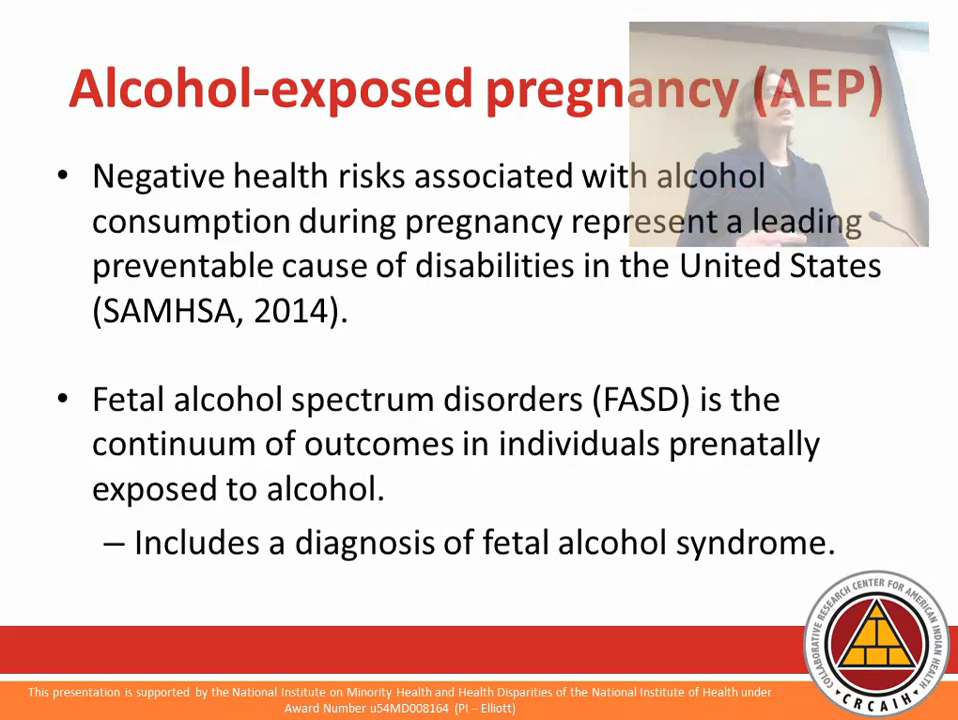 Alcohol-exposed pregnancy (AEP)
• Negative health risks associated with alcohol
consumption during pregnancy represent a leading
preventable cause of disabilities in the United States
(SAMHSA, 2014).
• Fetal alcohol spectrum disorders (FASD) is the
continuum of outcomes in individuals prenatally
exposed to alcohol.
– Includes a diagnosis of fetal alcohol syndrome.
COLLABORATIVE RESEARCH CENTER FOR AMERICAN INDIAN HEALTH
CRCAIH
This presentation is supported by the National Institute on Minority Health and Health Disparities of the National Institute of Health under
Award Number u54MD008164 (PI – Elliott)